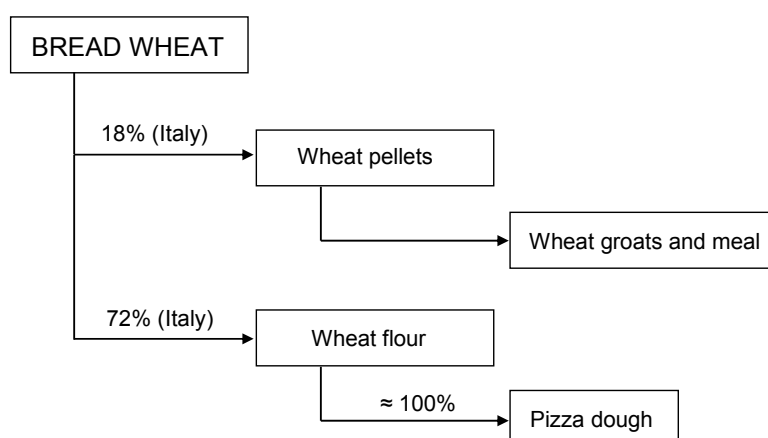 BREAD WHEAT
18% (Italy)
Wheat pellets
Wheat groats and meal
72% (Italy)
Wheat flour
≈ 100%
Pizza dough